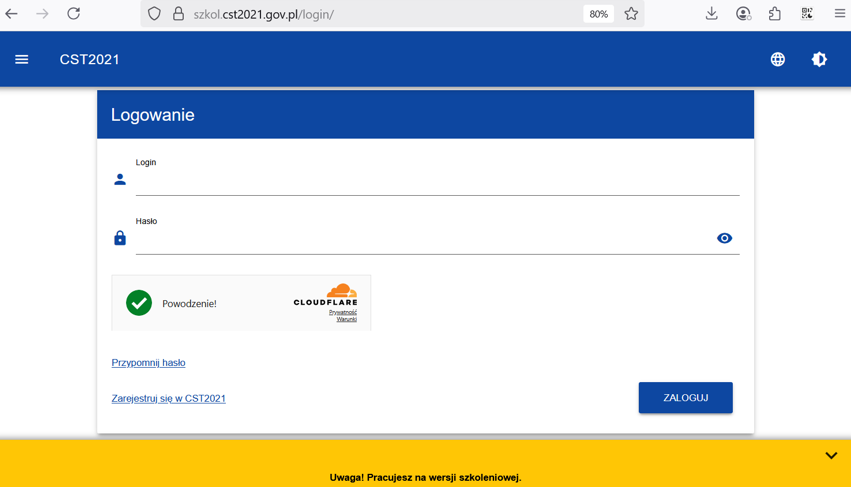 szkol.cst2021.gov.pl/login/
80%
CST2021
Logowanie
Login
Hasło
Powodzenie!
CLOUDFLARE
Prywatność
Warunki
Przypomnij hasło
Zarejestruj się w CST2021
ZALOGUJ
Uwaga! Pracujesz na wersji szkoleniowej.